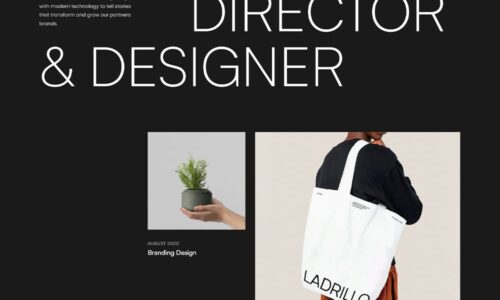 with modern technology to tell stories
that transform and grow our partners
brands.
DIRECTOR
& DESIGNER
AUGUST 2020
Branding Design
LADRILLO